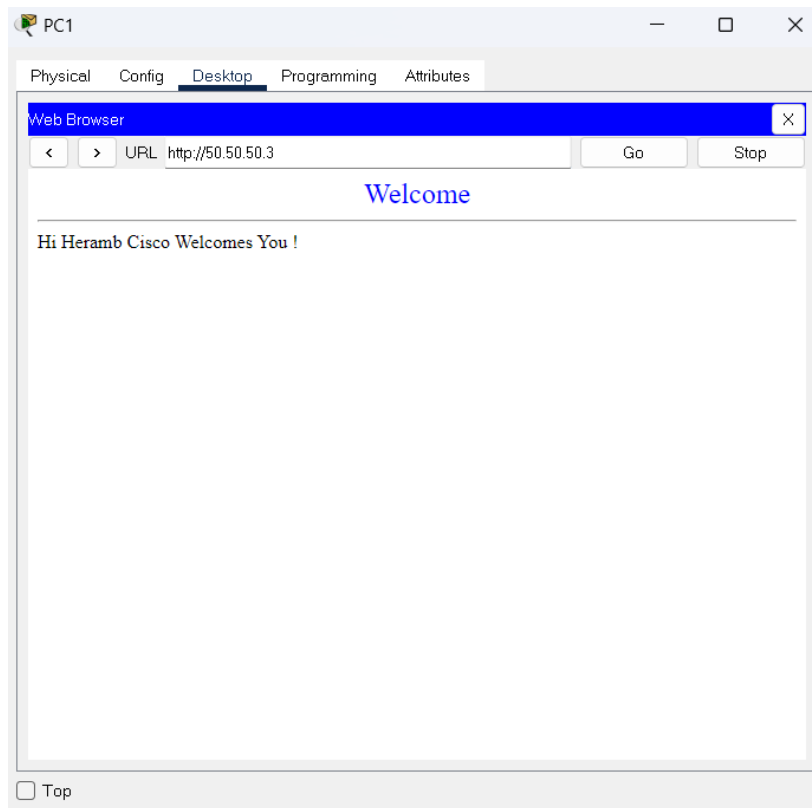 PC1
Physical Config Desktop Programming Attributes
Web Browser X
< > URL http://50.50.50.3 Go Stop
Welcome
Hi Heramb Cisco Welcomes You !
Top